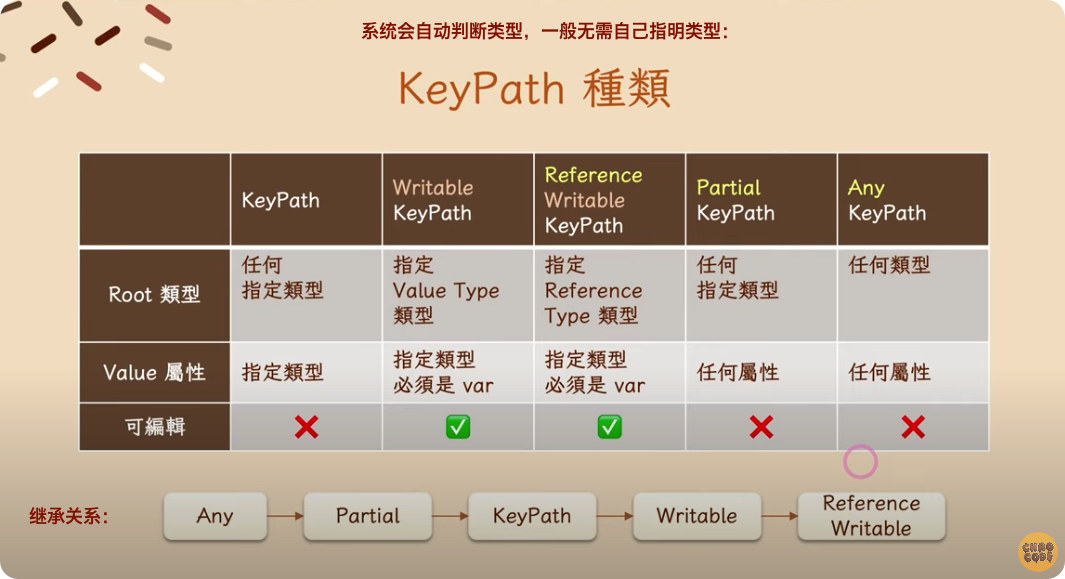 系统会自动判断类型，一般无需自己指明类型：
KeyPath 種類
KeyPath
Writable
KeyPath
Reference
Writable
KeyPath
Partial
KeyPath
Any
KeyPath
Root 類型
任何
指定類型
指定
Value Type
類型
指定
Reference
Type 類型
任何
指定類型
任何類型
Value 屬性
指定類型
指定類型
必須是 var
指定類型
必須是 var
任何屬性
任何屬性
可編輯
继承关系：
Any
Partial
KeyPath
Writable
Reference
Writable
CHAO
CODE